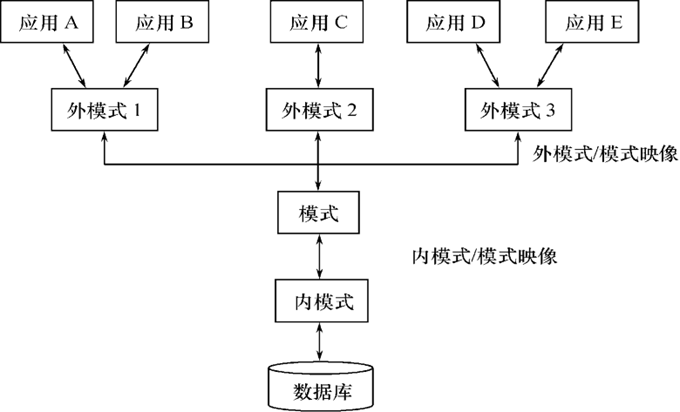 应用 A
应用 B
应用 C
应用 D
应用 E
外模式 1
外模式 2
外模式 3
外模式/模式映像
模式
内模式/模式映像
内模式
数据库